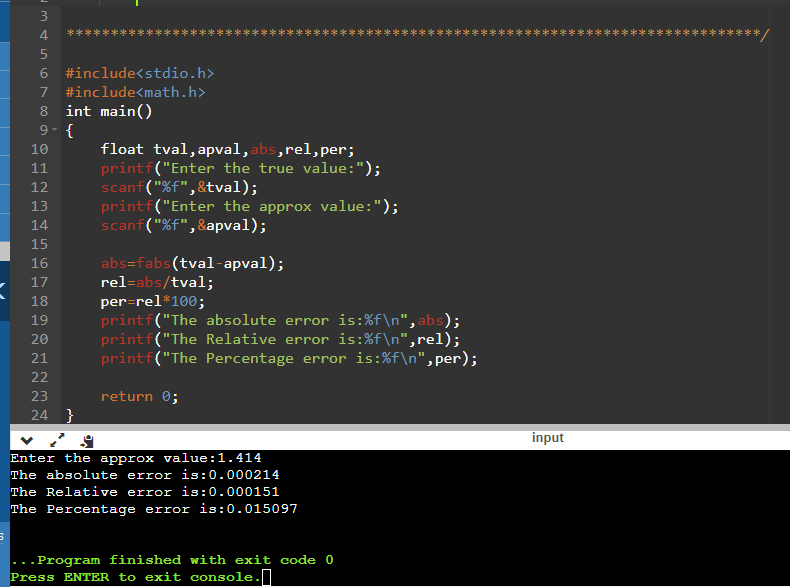 3
4 *******************************************************************************/
5
6 #include<stdio.h>
7 #include<math.h>
8 int main()
9 {
10 float tval,apval,abs,rel,per;
11 printf("Enter the true value:");
12 scanf("%f",&tval);
13 printf("Enter the approx value:");
14 scanf("%f",&apval);
15
16 abs=fabs(tval-apval);
17 rel=abs/tval;
18 per=rel*100;
19 printf("The absolute error is:%f\n",abs);
20 printf("The Relative error is:%f\n",rel);
21 printf("The Percentage error is:%f\n",per);
22
23 return 0;
24 }
input
Enter the approx value:1.414
The absolute error is:0.000214
The Relative error is:0.000151
The Percentage error is:0.015097
...Program finished with exit code 0
Press ENTER to exit console.